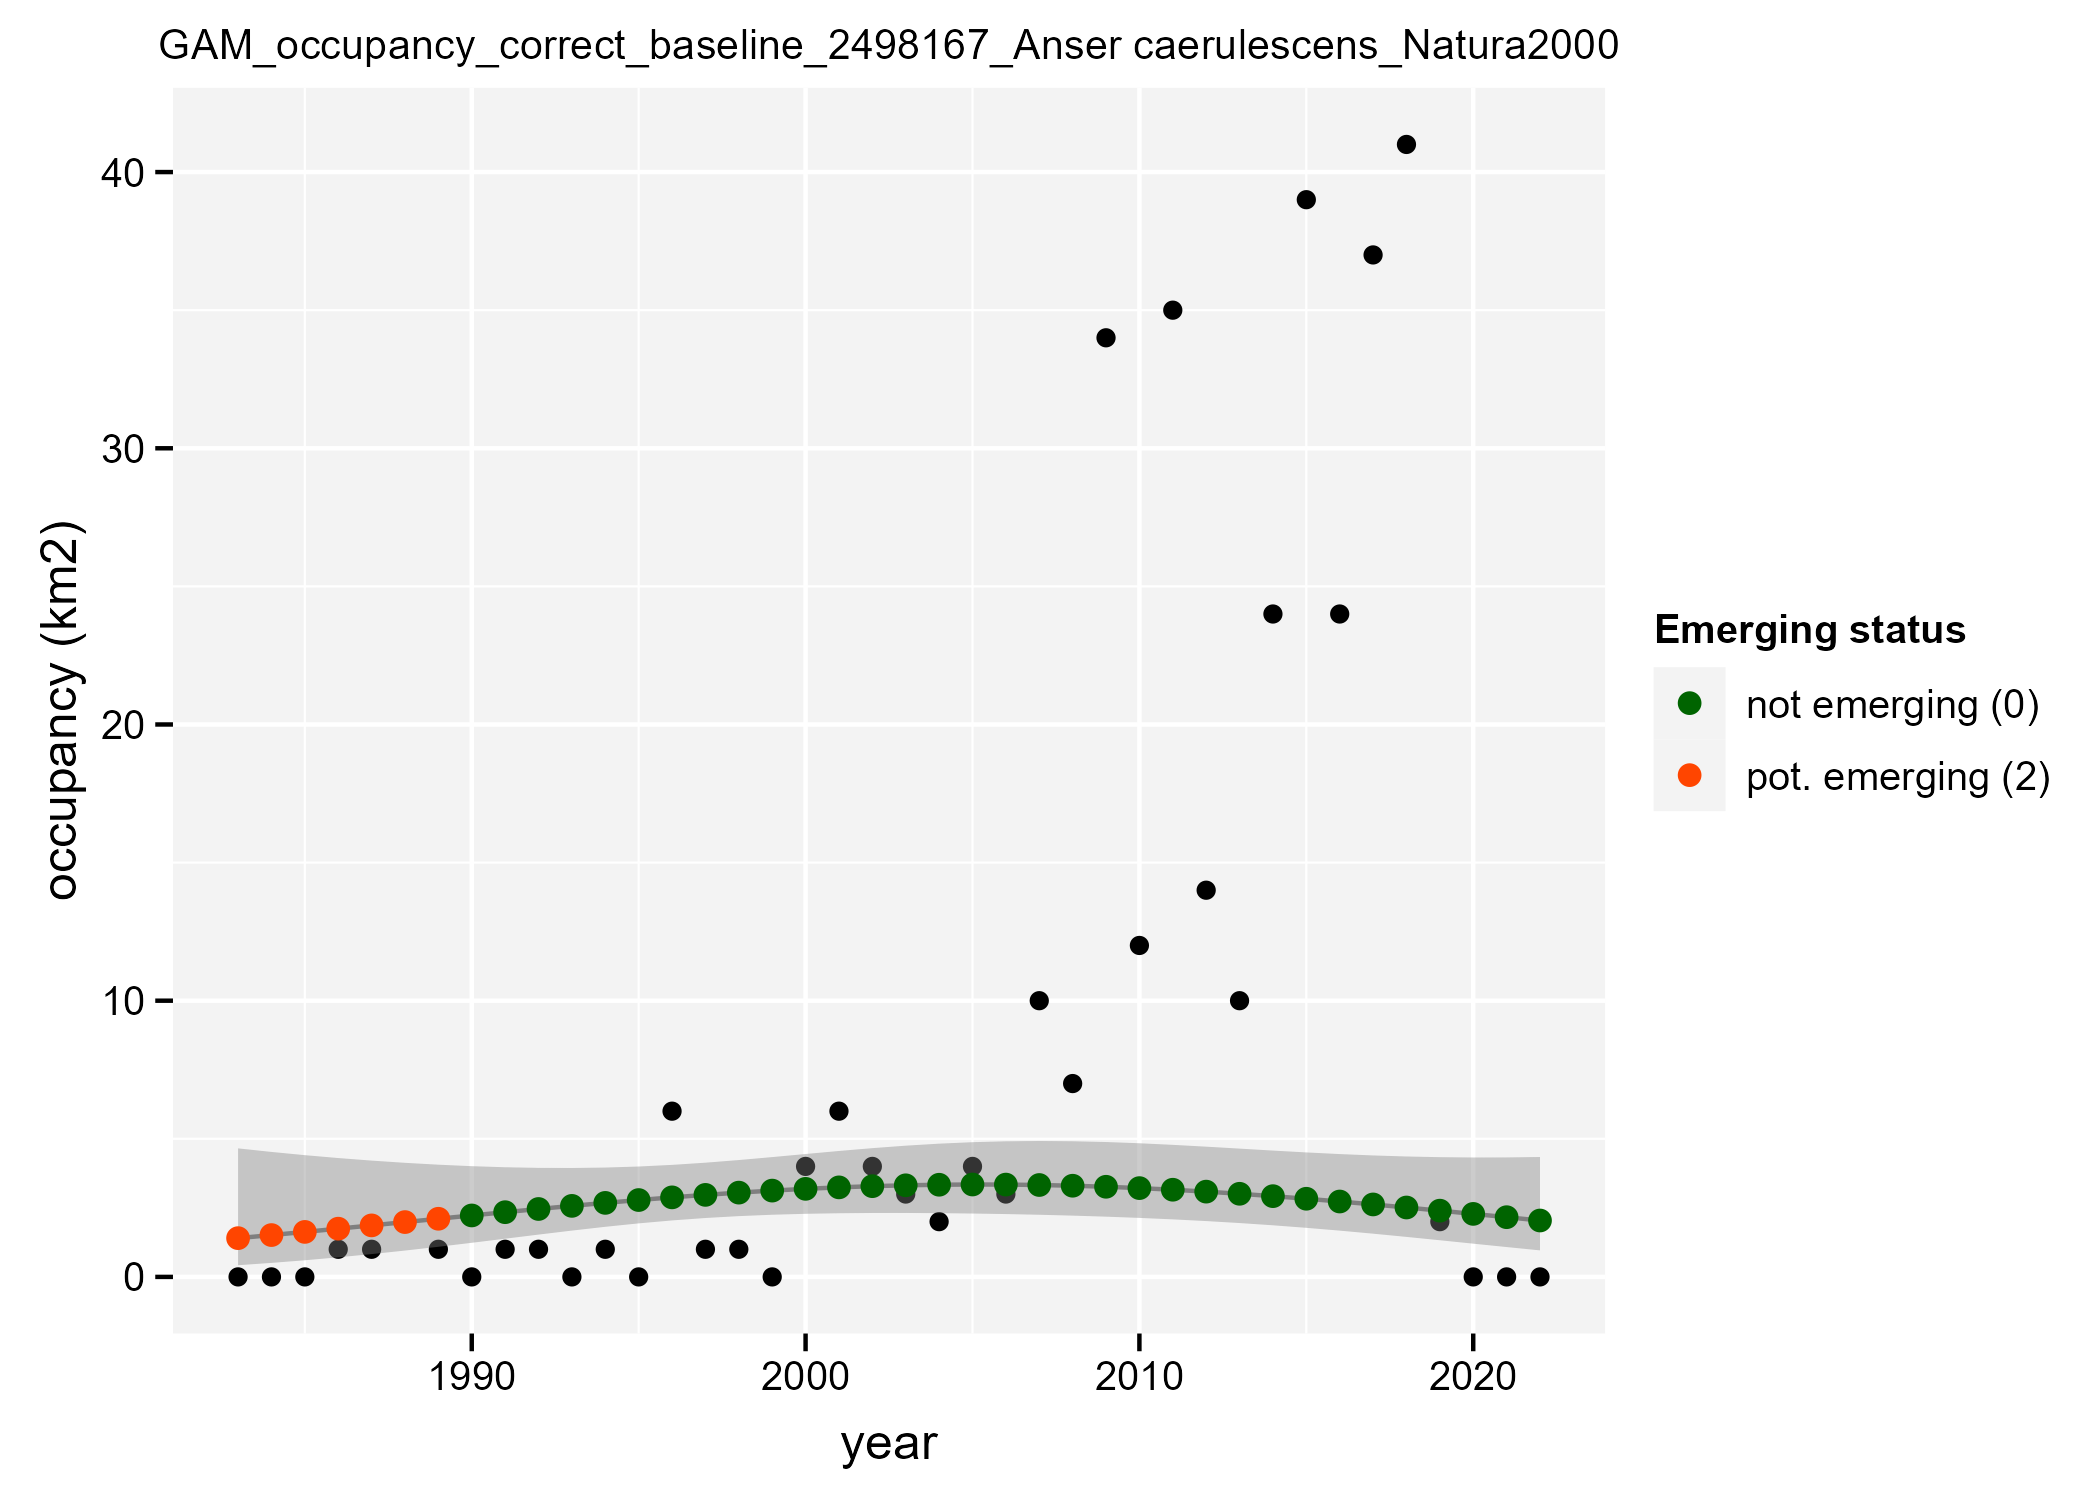 GAM_occupancy_correct_baseline_2498167_Anser caerulescens_Natura2000
40
30
20
10
0
occupancy (km2)
1990
2000
2010
2020
year
Emerging status
not emerging (0)
pot. emerging (2)